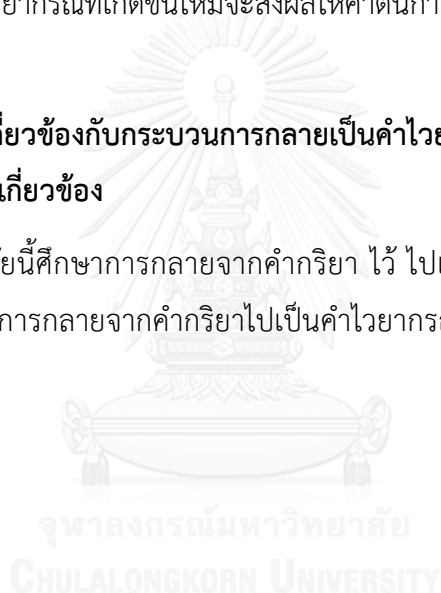 ยากรณ์ที่เกิดขึ้นใหม่จะส่งผลให้คำต้นกา
กี่ยวข้องกับกระบวนการกลายเป็นคำไวย
เกี่ยวข้อง
ัยนี้ศึกษาการกลายจากคำกริยา ไว้ ไปเ
การกลายจากคำกริยาไปเป็นคำไวยากร
จุฬาลงกรณ์มหาวิทยาลัย
CHULALONGKORN UNIVERSITY